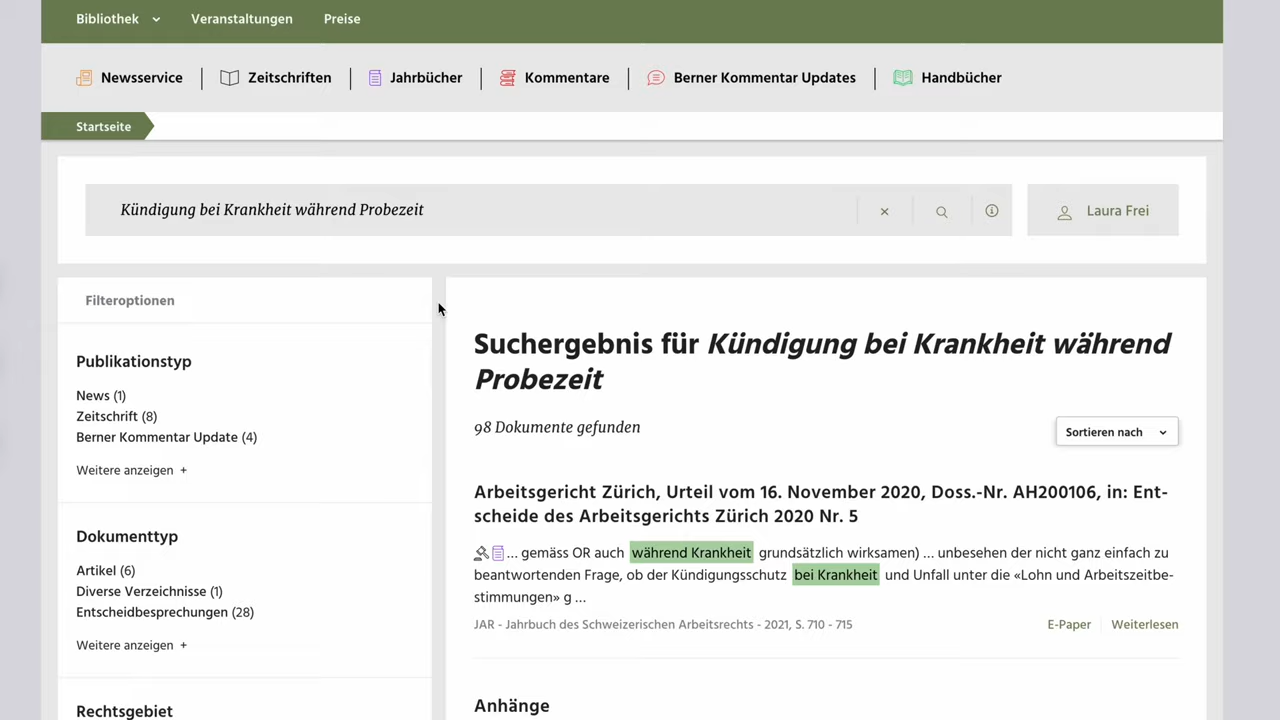 Bibliothek
Veranstaltungen
Preise
Newsservice
Zeitschriften
Jahrbücher
Kommentare
Berner Kommentar Updates
Handbücher
Startseite
Kündigung bei Krankheit während Probezeit
Laura Frei
Filteroptionen
Publikationstyp
News (1)
Zeitschrift (8)
Berner Kommentar Update (4)
Weitere anzeigen +
Dokumenttyp
Artikel (6)
Diverse Verzeichnisse (1)
Entscheidbesprechungen (28)
Weitere anzeigen +
Rechtsgebiet
Suchergebnis für Kündigung bei Krankheit während
Probezeit
98 Dokumente gefunden
Sortieren nach
Arbeitsgericht Zürich, Urteil vom 16. November 2020, Doss.-Nr. AH200106, in: Ent-
scheide des Arbeitsgerichts Zürich 2020 Nr. 5
... gemäss OR auch während Krankheit grundsätzlich wirksamen) ... unbesehen der nicht ganz einfach zu
beantwortenden Frage, ob der Kündigungsschutz bei Krankheit und Unfall unter die «Lohn und Arbeitszeitbe-
stimmungen» g ...
JAR - Jahrbuch des Schweizerischen Arbeitsrechts - 2021, S. 710 - 715
E-Paper
Weiterlesen
Anhänge